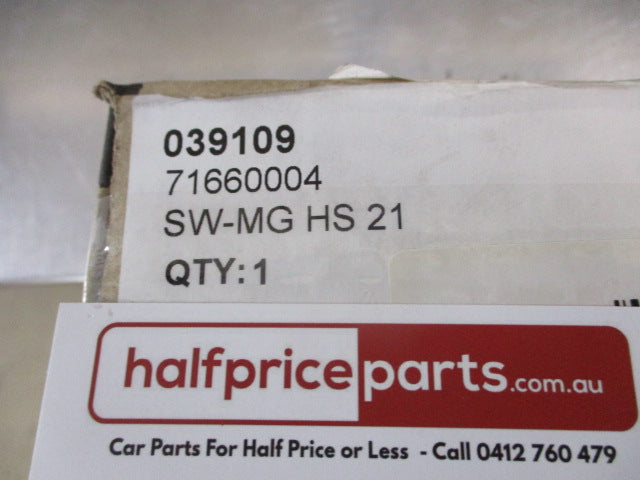 039109
71660004
SW-MG HS 21
QTY: 1
halfpriceparts.com.au
Car Parts For Half Price or Less - Call 0412 760 479